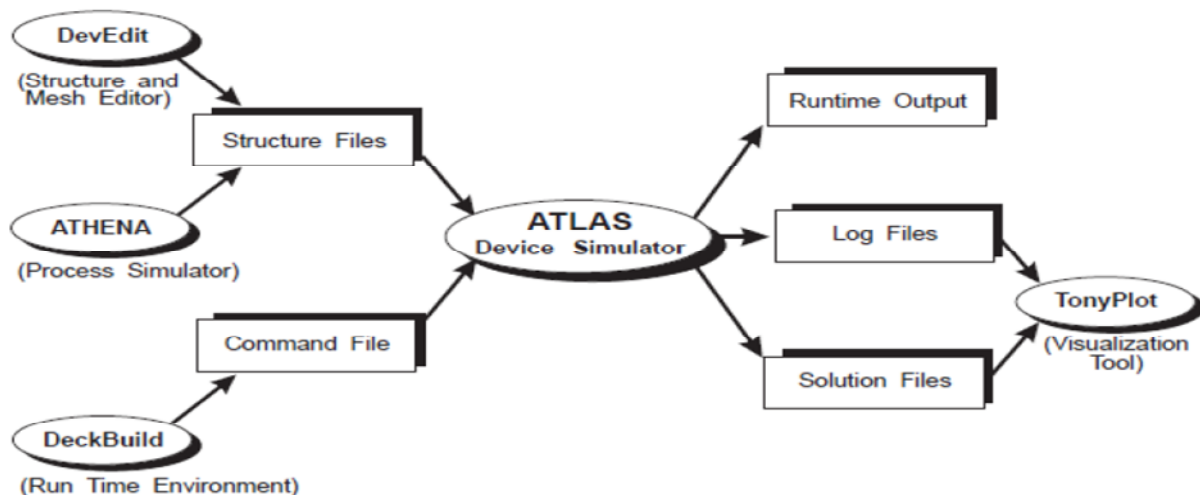 DevEdit
(Structure and
Mesh Editor)
Structure Files
ATHENA
(Process Simulator)
Command File
DeckBuild
(Run Time Environment)
ATLAS
Device Simulator
Runtime Output
Log Files
Solution Files
TonyPlot
(Visualization
Tool)